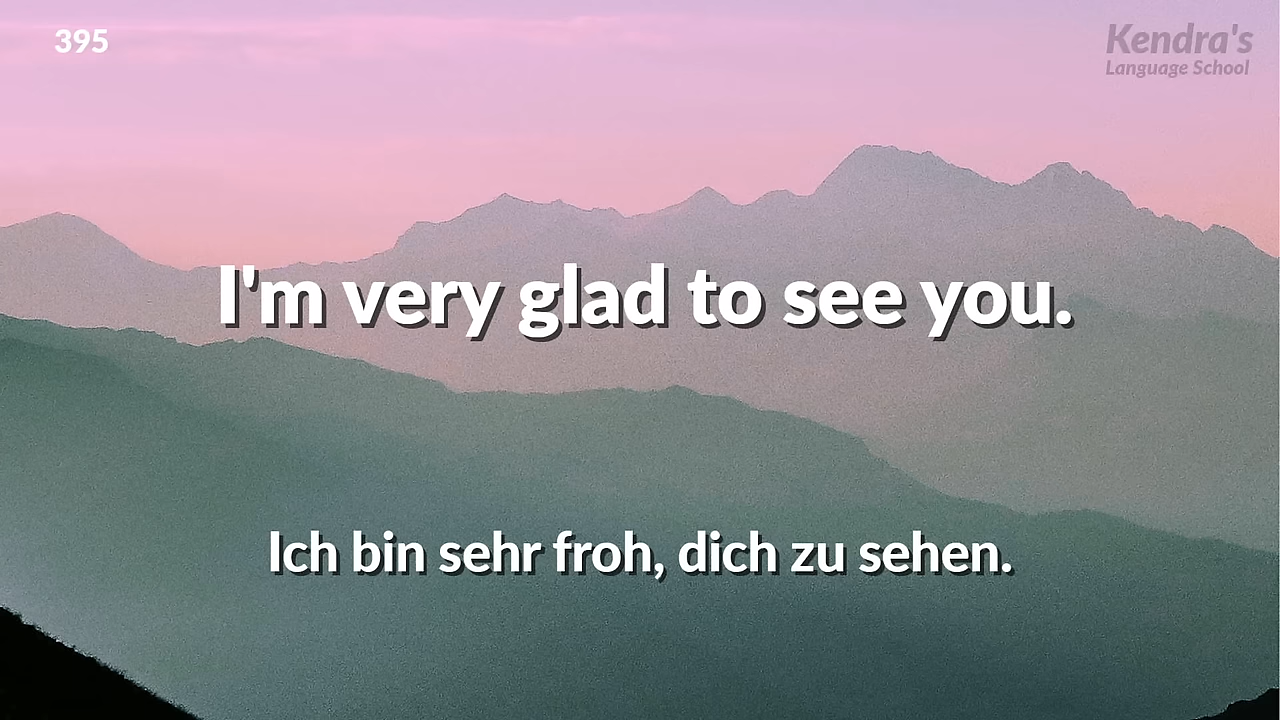 395
Kendra's
Language School
I'm very glad to see you.
Ich bin sehr froh, dich zu sehen.